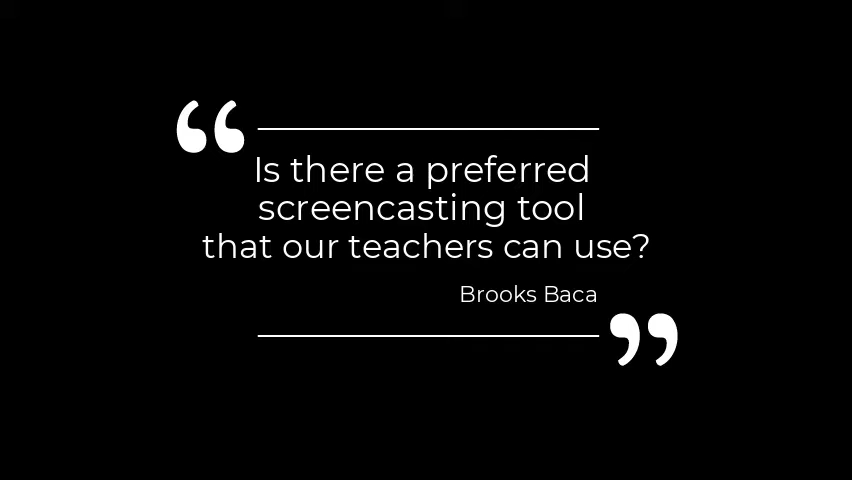 Is there a preferred
screencasting tool
that our teachers can use?
Brooks Baca